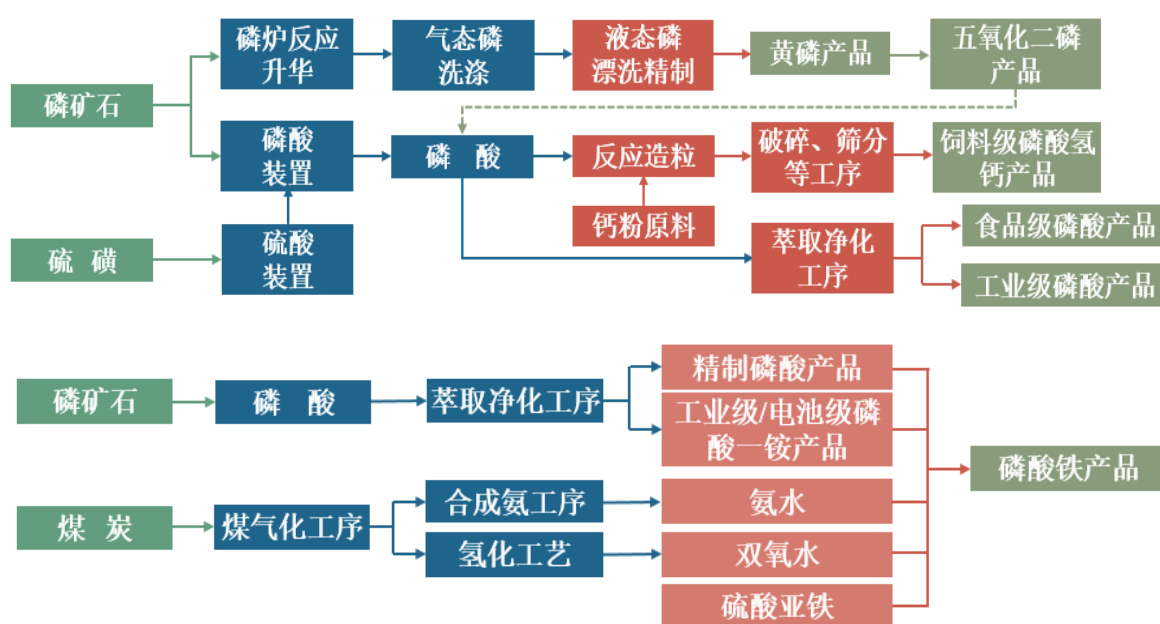 磷炉反应
升华
气态磷
洗涤
液态磷
漂洗精制
黄磷产品
五氧化二磷
产品
磷矿石
磷酸
装置
磷 酸
反应造粒
破碎、筛分
等工序
饲料级磷酸氢
钙产品
钙粉原料
硫 磺
硫酸
装置
萃取净化
工序
食品级磷酸产品
工业级磷酸产品
磷矿石
磷 酸
萃取净化工序
精制磷酸产品
工业级/电池级磷
酸一铵产品
磷酸铁产品
煤 炭
煤气化工序
合成氨工序
氨水
氢化工艺
双氧水
硫酸亚铁